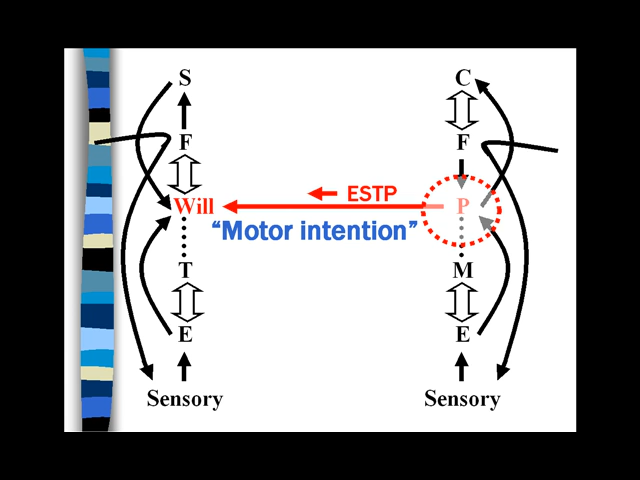 S
F
Will
T
E
Sensory
ESTP
“Motor intention”
C
F
P
M
E
Sensory